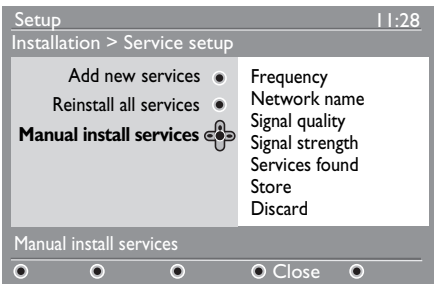 Setup 11:28
Installation > Service setup
Add new services
Reinstall all services
Manual install services
Frequency
Network name
Signal quality
Signal strength
Services found
Store
Discard
Manual install services
Close